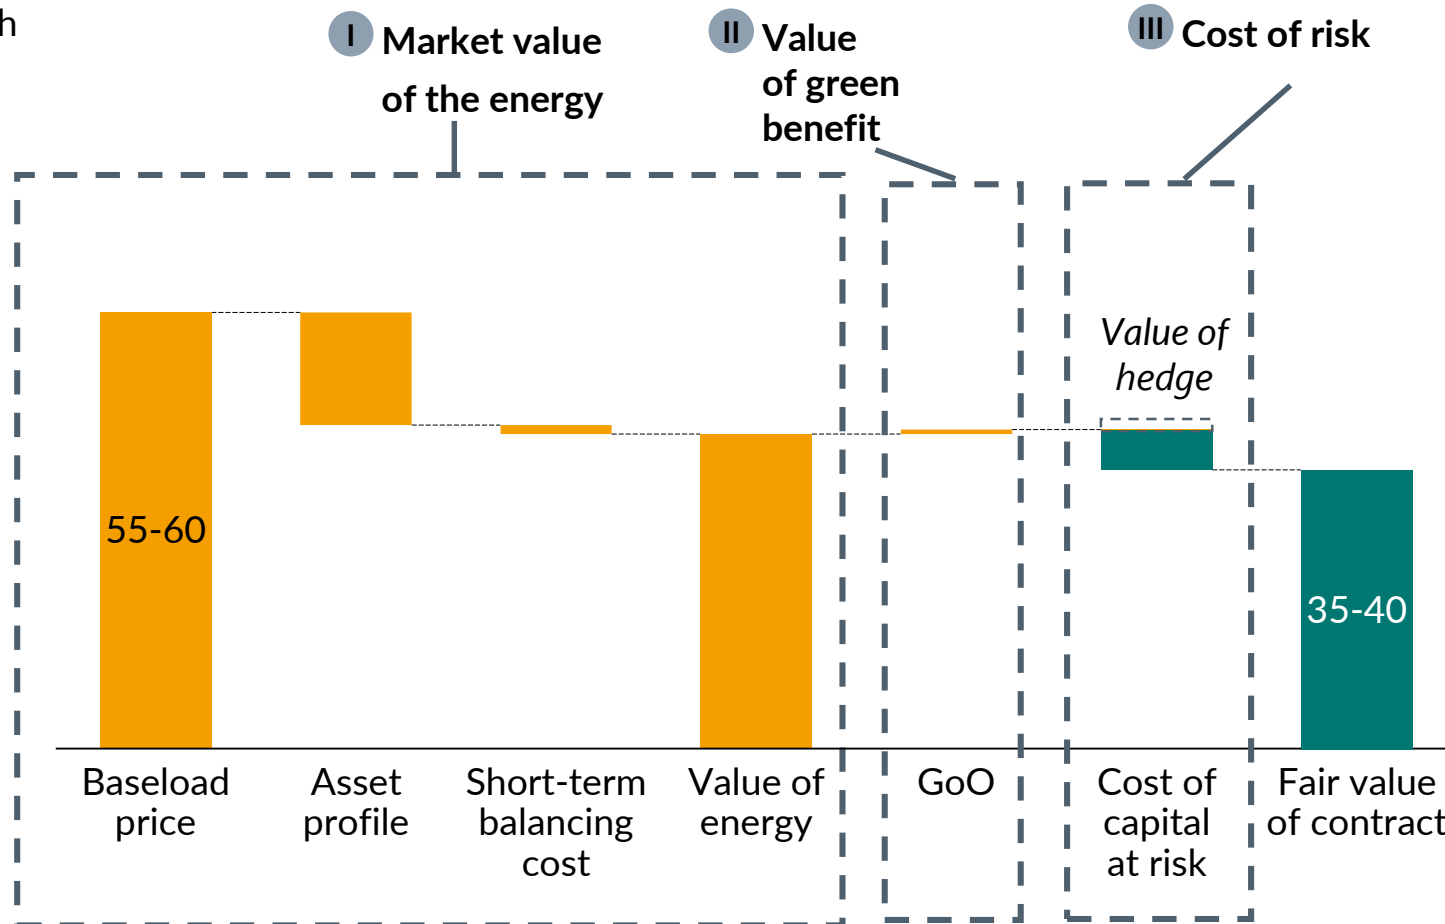 h
I Market value
of the energy
II Value
of green
benefit
III Cost of risk
Value of
hedge
55-60
35-40
Baseload
price
Asset
profile
Short-term
balancing
cost
Value of
energy
GoO
Cost of
capital
at risk
Fair value
of contract